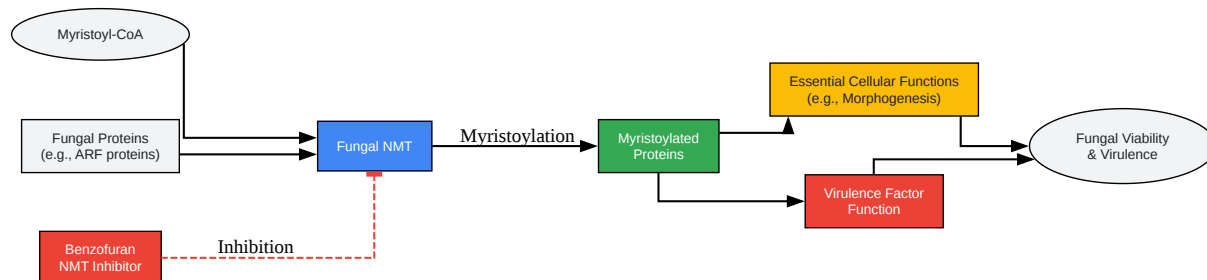 Myristoyl-CoA
Fungal Proteins
(e.g., ARF proteins)
Fungal NMT
Myristoylation
Myristoylated
Proteins
Essential Cellular Functions
(e.g., Morphogenesis)
Virulence Factor
Function
Fungal Viability
& Virulence
Benzofuran
NMT Inhibitor
Inhibition